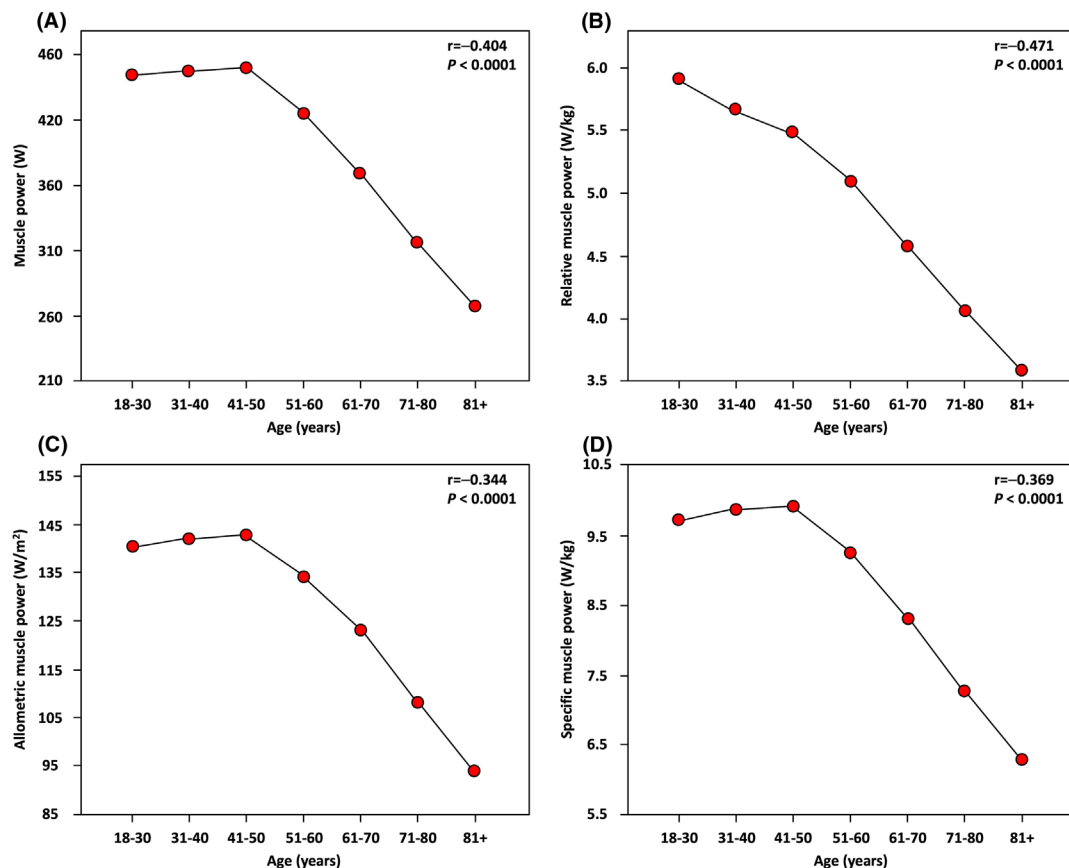 (A)
r=−0.404
P < 0.0001
Muscle power (W)
460
420
360
310
260
210
18-30 31-40 41-50 51-60 61-70 71-80 81+
Age (years)
(B)
r=−0.471
P < 0.0001
Relative muscle power (W/kg)
6.0
5.5
5.0
4.5
4.0
3.5
18-30 31-40 41-50 51-60 61-70 71-80 81+
Age (years)
(C)
r=−0.344
P < 0.0001
Allometric muscle power (W/m²)
155
145
135
125
115
105
95
85
18-30 31-40 41-50 51-60 61-70 71-80 81+
Age (years)
(D)
r=−0.369
P < 0.0001
Specific muscle power (W/kg)
10.5
9.5
8.5
7.5
6.5
5.5
18-30 31-40 41-50 51-60 61-70 71-80 81+
Age (years)